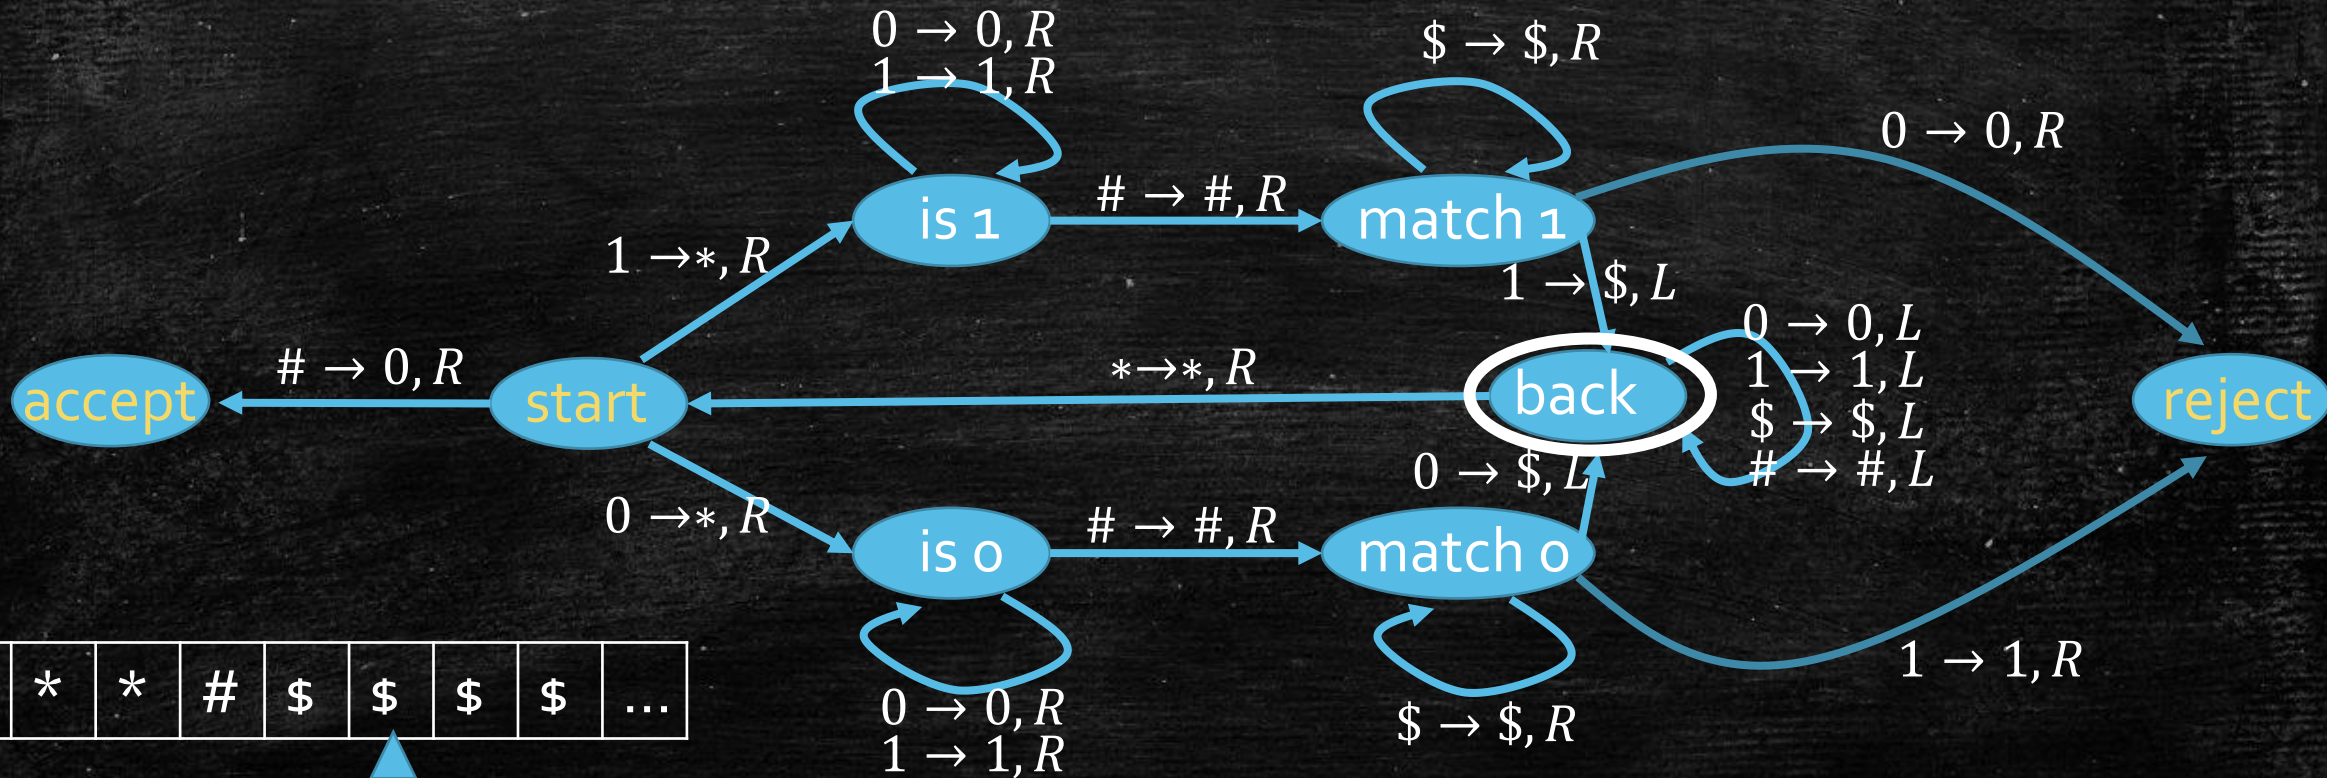 0 → 0, R
1 → 1, R
$ → $, R
0 → 0, R
is 1
# → #, R
match 1
1 →*, R
1 → $, L
0 → 0, L
1 → 1, L
$ → $, L
# → #, L
accept
# → 0, R
start
*→*, R
back
reject
0 → $, L
0 →*, R
is 0
# → #, R
match 0
1 → 1, R
* * # $ $ $ $ ...
0 → 0, R
1 → 1, R
$ → $, R